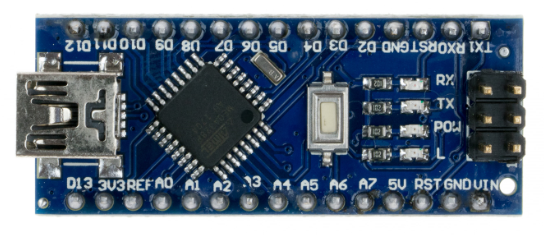 D12 D11 D10 D9 D8 D7 D6 D5 D4 D3 D2 GND RST RX0 TX1
RX
TX
POW
L
D13 3V3 REF A0 A1 A2 A3 A4 A5 A6 A7 5V RST GND VIN